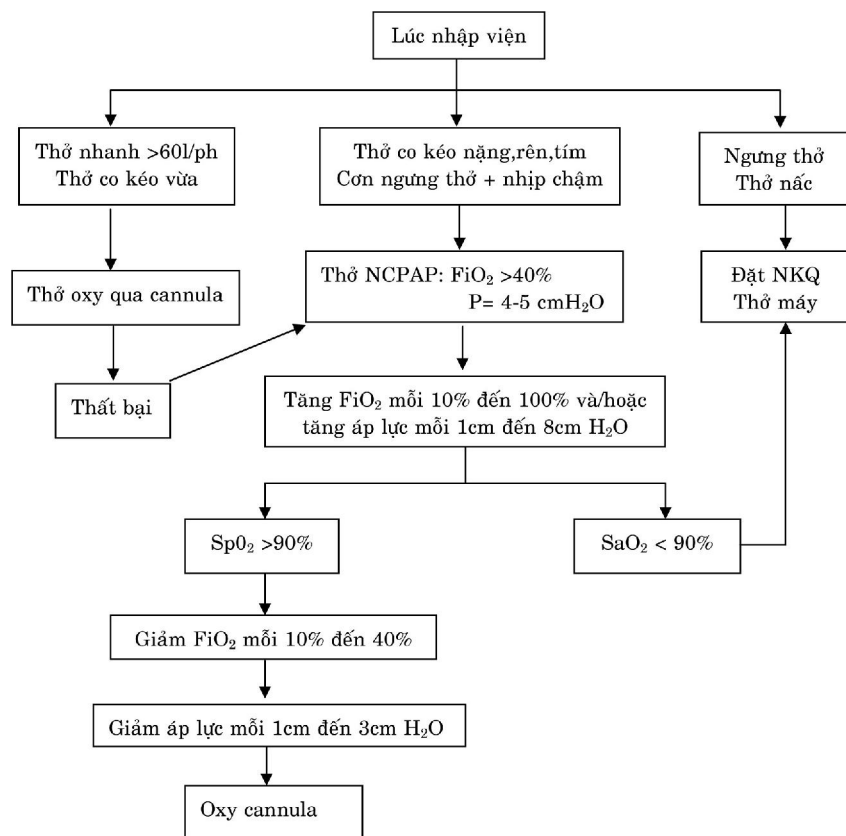 Lúc nhập viện
Thở nhanh >60l/ph
Thở co kéo vừa
Thở co kéo nặng,rên,tím
Cơn ngưng thở + nhịp chậm
Ngưng thở
Thở nấc
Thở oxy qua cannula
Thở NCPAP: FiO₂ >40%
P= 4-5 cmH₂O
Đặt NKQ
Thở máy
Thất bại
Tăng FiO₂ mỗi 10% đến 100% và/hoặc
tăng áp lực mỗi 1cm đến 8cm H₂O
Sp0₂ >90%
SaO₂ < 90%
Giảm FiO₂ mỗi 10% đến 40%
Giảm áp lực mỗi 1cm đến 3cm H₂O
Oxy cannula